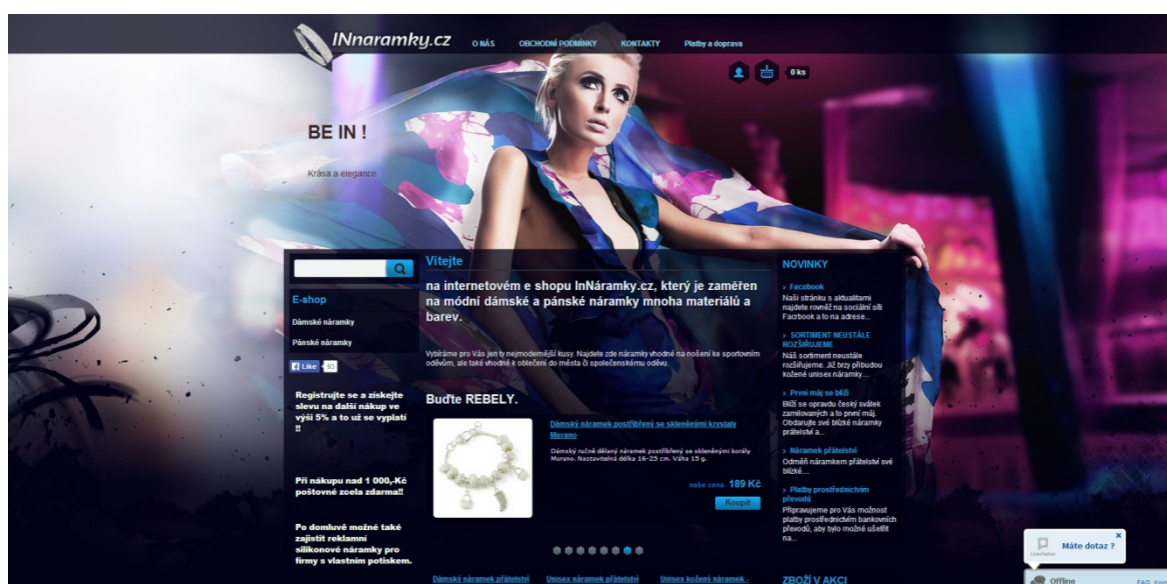 INnaramky.cz
O NÁS
OBCHODNÍ PODMÍNKY
KONTAKTY
Platby a doprava
0 ks
BE IN !
Krása a elegance
E-shop
Dámské náramky
Pánské náramky
Like 93
Registrujte se a získejte
slevu na další nákup ve
výši 5% a to už se vyplatí
!!
Při nákupu nad 1 000,-Kč
poštovné zcela zdarma!!
Po domluvě možné také
zajistit reklamní
silikonové náramky pro
firmy s vlastním potiskem.
Vítejte
na internetovém e shopu InNáramky.cz, který je zaměřen
na módní dámské a pánské náramky mnoha materiálů a
barev.
Vybíráme pro Vás jen ty nejmodernější kusy. Najdete zde náramky vhodné na nošení ke sportovním
oděvům, ale také vhodné k oblečení do města či společenskému oděvu.
Buďte REBELY.
Dámský náramek postříbřený se skleněnými krystaly
Murano
Dámský ručně dělaný náramek postříbřený se skleněnými korály
Murano. Nastavitelná délka 16-25 cm. Váha 15 g.
naše cena 189 Kč
Koupit
Dámský náramek přátelství
Unisex náramek přátelství
Unisex kožený náramek -
NOVINKY
> Facebook
Naši stránku s aktualitami
najdete rovněž na sociální síti
Facrbook a to na adrese...
> SORTIMENT NEUSTÁLE
ROZŠIŘUJEME
Náš sortiment neustále
rozšiřujeme. Již brzy přibudou
kožené unisex náramky....
> První máj se blíží
Blíží se opravdu český svátek
zamilovaných a to první máj.
Obdarujte své blízké náramky
přátelství a...
> Náramek přátelství
Odměň náramkem přátelství své
blízké....
> Platby prostřednictvím
převodů
Připravujeme pro Vás možnost
platby prostřednictvím bankovních
převodů, aby bylo možné ušetřit
na...
ZBOŽÍ V AKCI
Máte dotaz ?
Offline
FAQ